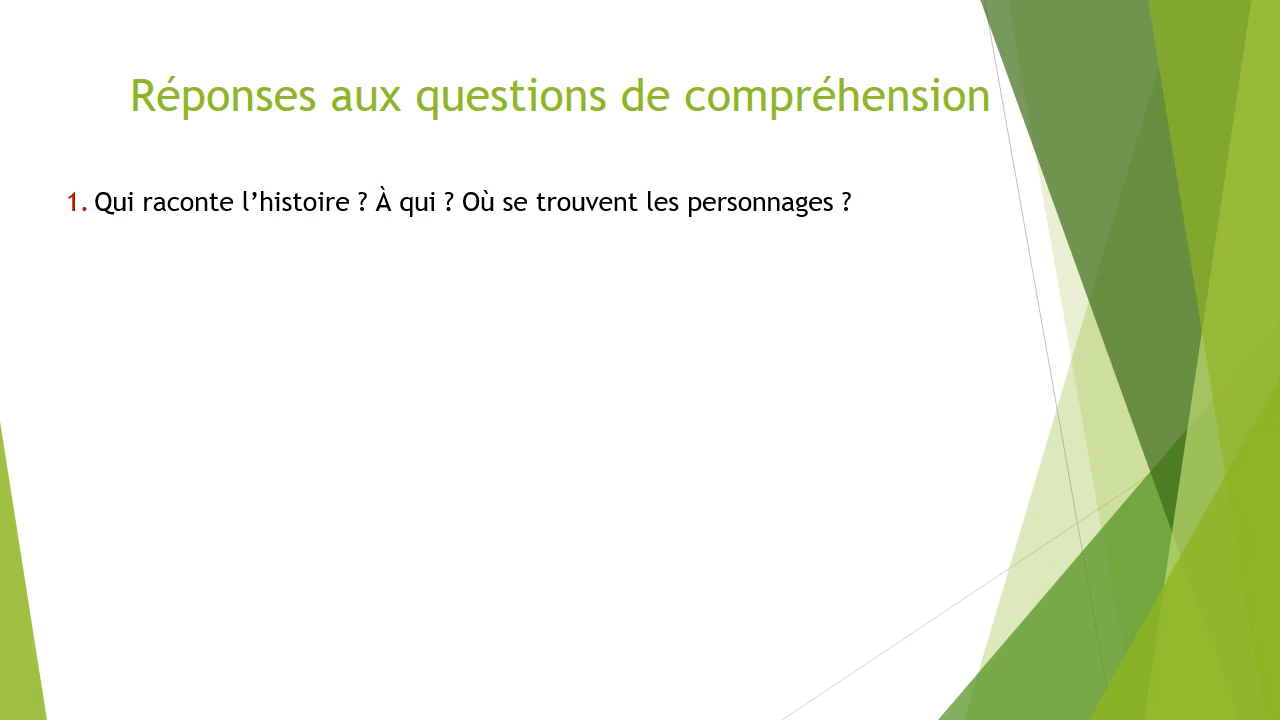 Réponses aux questions de compréhension
1. Qui raconte l’histoire ? À qui ? Où se trouvent les personnages ?